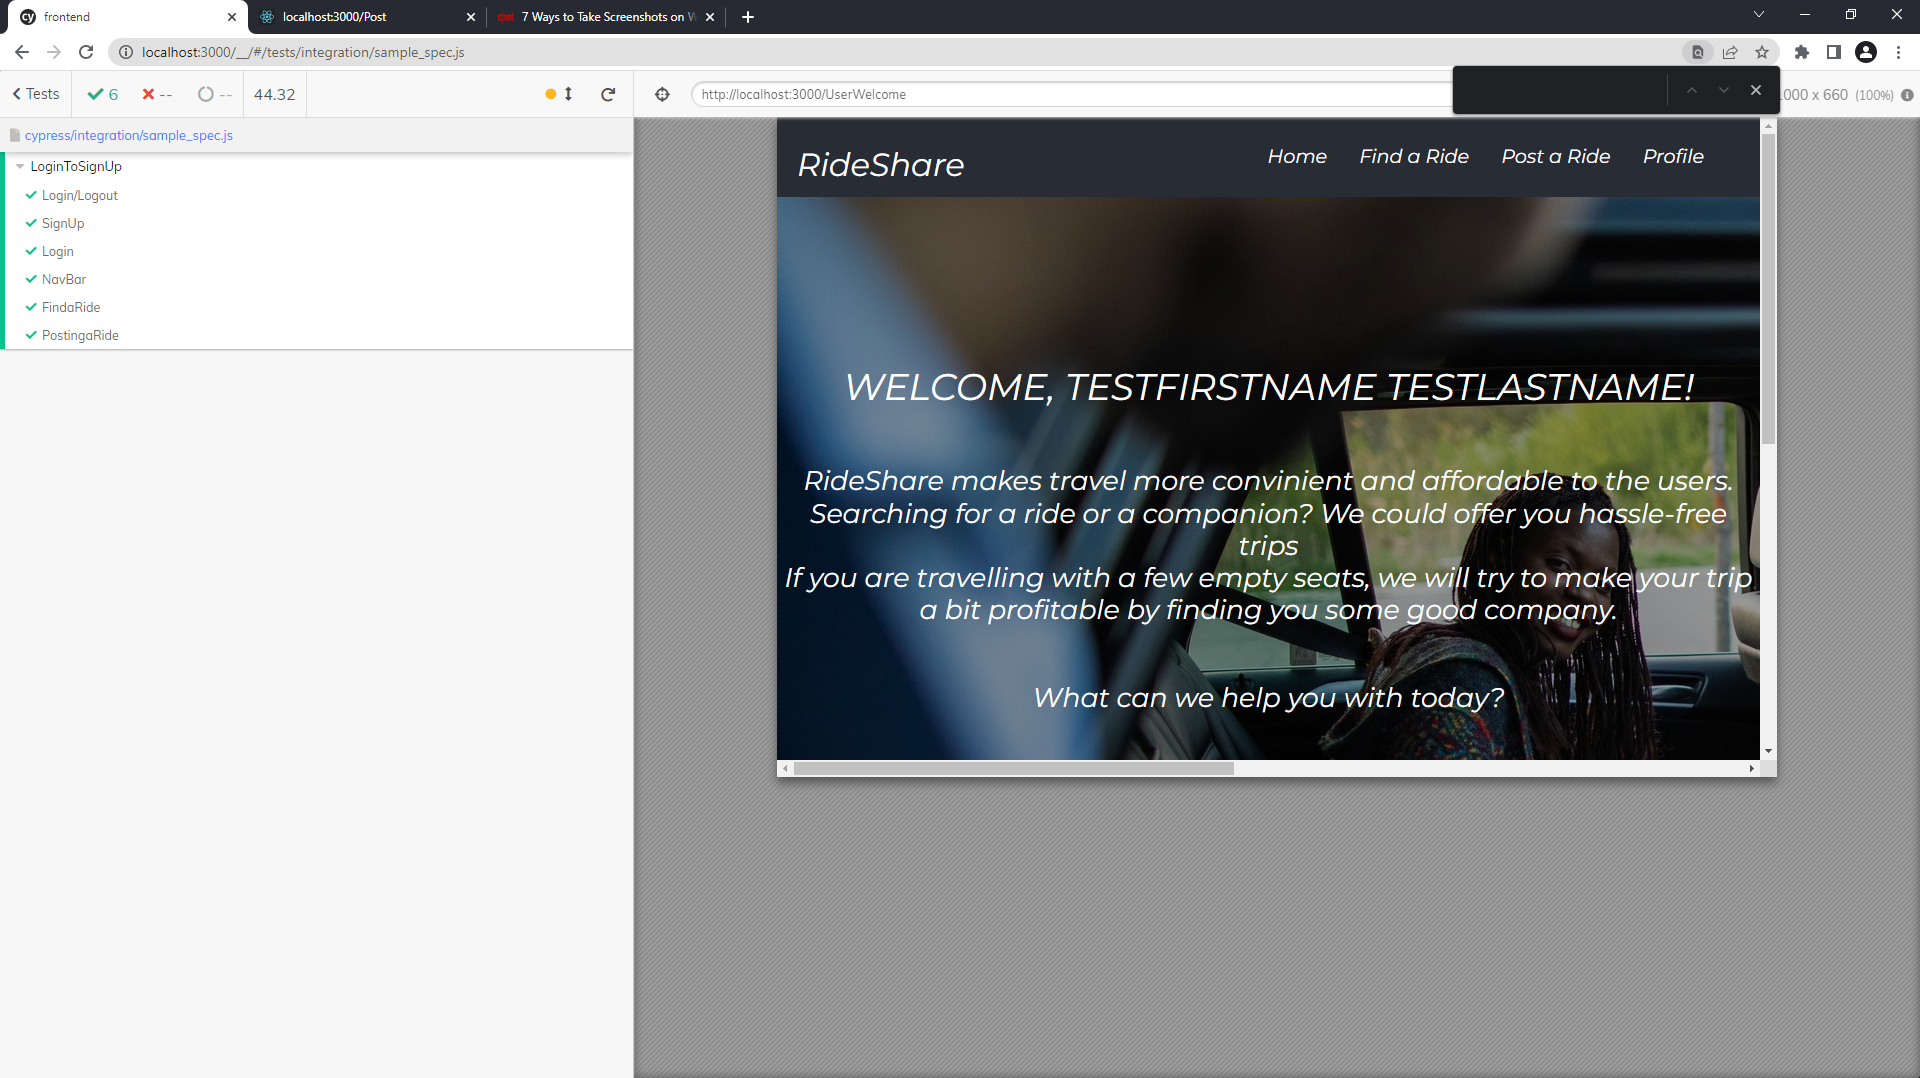 cy frontend
localhost:3000/Post
cnet 7 Ways to Take Screenshots on W
localhost:3000/__/#/tests/integration/sample_spec.js
Tests
6
--
--
44.32
http://localhost:3000/UserWelcome
000 x 660 (100%)
cypress/integration/sample_spec.js
LoginToSignUp
Login/Logout
SignUp
Login
NavBar
FindaRide
PostingaRide
RideShare
Home Find a Ride Post a Ride Profile
WELCOME, TESTFIRSTNAME TESTLASTNAME!
RideShare makes travel more convinient and affordable to the users.
Searching for a ride or a companion? We could offer you hassle-free
trips
If you are travelling with a few empty seats, we will try to make your trip
a bit profitable by finding you some good company.
What can we help you with today?